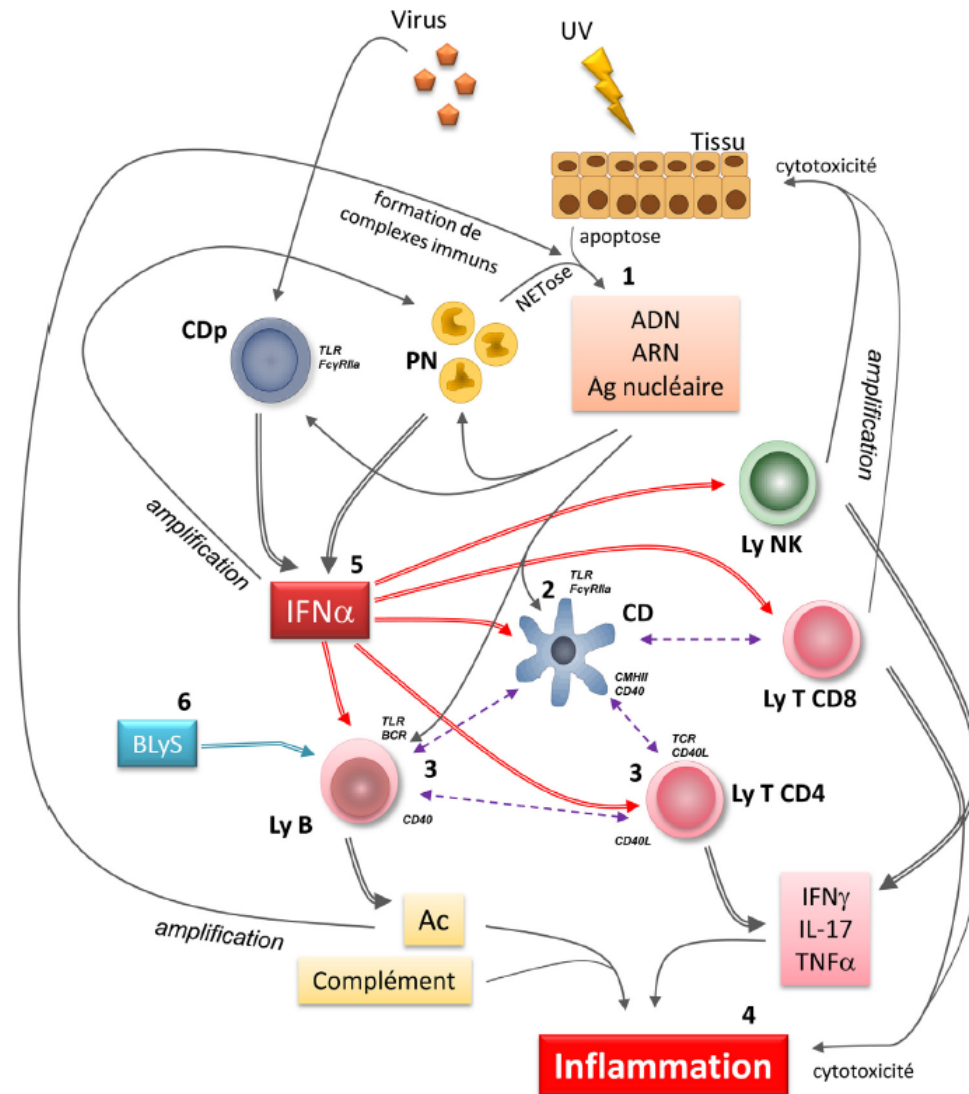 Virus
UV
Tissu
cytotoxicité
formation de
complexes immuns
apoptose
NETose
1
ADN
ARN
Ag nucléaire
CDp
TLR
FcγRIIa
PN
amplification
amplification
Ly NK
5
IFNα
2
TLR
FcγRIIa
CD
CMHII
CD40
Ly T CD8
6
BLyS
TLR
BCR
3
Ly B
CD40
TCR
CD40L
3
Ly T CD4
CD40L
IFNγ
IL-17
TNFα
Ac
amplification
Complément
4
Inflammation
cytotoxicité